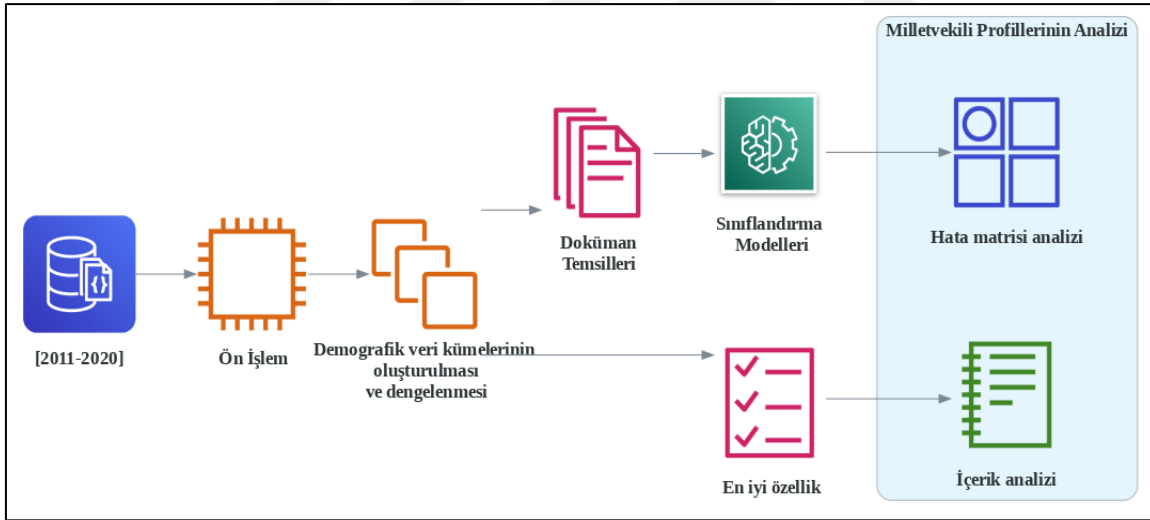 Milletvekili Profillerinin Analizi
Doküman
Temsilleri
Sınıflandırma
Modelleri
Hata matrisi analizi
[2011-2020]
Ön İşlem
Demografik veri kümelerinin
oluşturulması
ve dengelenmesi
En iyi özellik
İçerik analizi